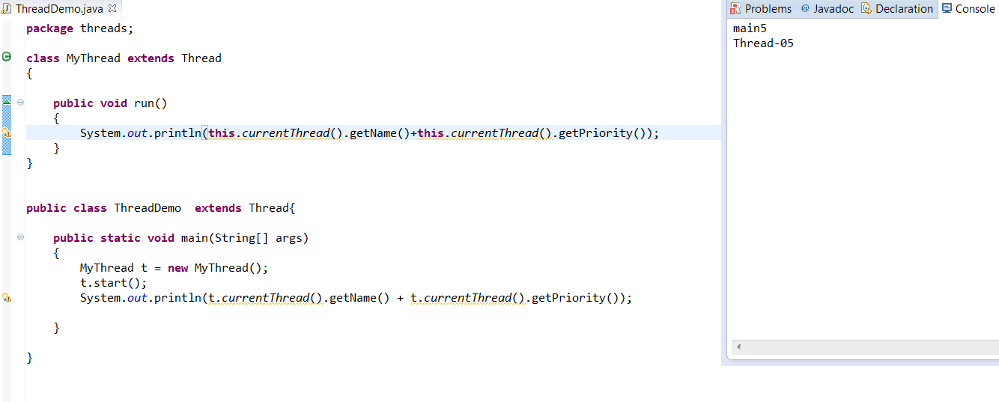 ThreadDemo.java
package threads;
class MyThread extends Thread
{
public void run()
{
System.out.println(this.currentThread().getName()+this.currentThread().getPriority());
}
}
public class ThreadDemo  extends Thread{
public static void main(String[] args)
{
MyThread t = new MyThread();
t.start();
System.out.println(t.currentThread().getName() + t.currentThread().getPriority());
}
}
Problems @ Javadoc Declaration Console
main5
Thread-05